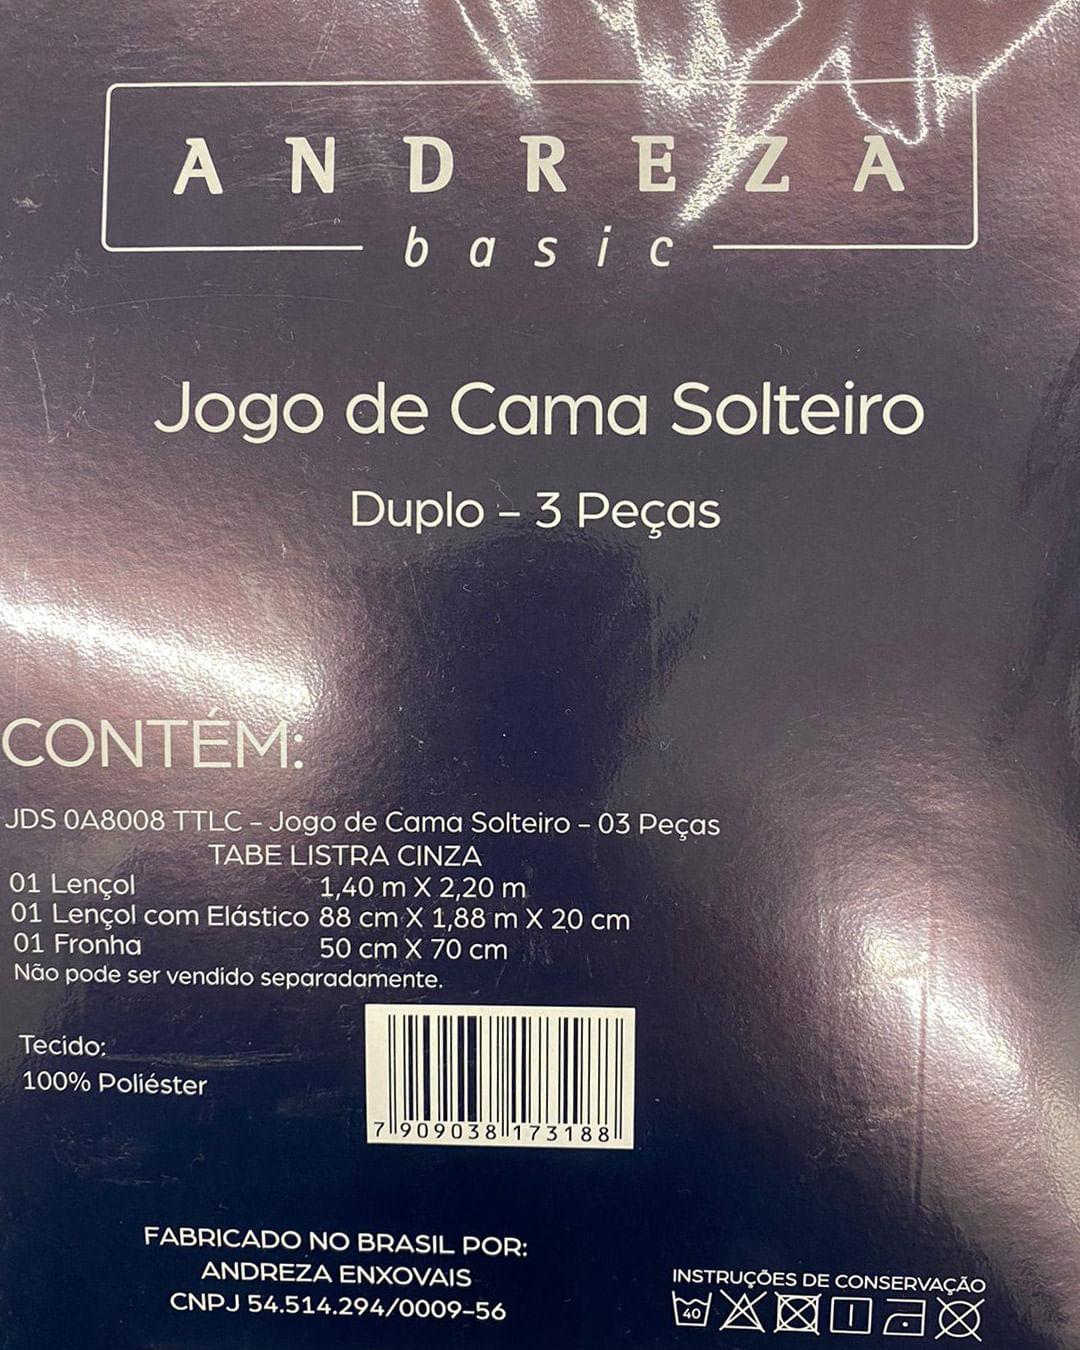 ANDREZA
basic
Jogo de Cama Solteiro
Duplo - 3 Peças
CONTÉM:
JDS 0A8008 TTLC - Jogo de Cama Solteiro - 03 Peças
TABE LISTRA CINZA
01 Lençol 1,40 m X 2,20 m
01 Lençol com Elástico 88 cm X 1,88 m X 20 cm
01 Fronha 50 cm X 70 cm
Não pode ser vendido separadamente.
Tecido:
100% Poliéster
7 909038 173188
FABRICADO NO BRASIL POR:
ANDREZA ENXOVAIS
CNPJ 54.514.294/0009-56
INSTRUÇÕES DE CONSERVAÇÃO
40